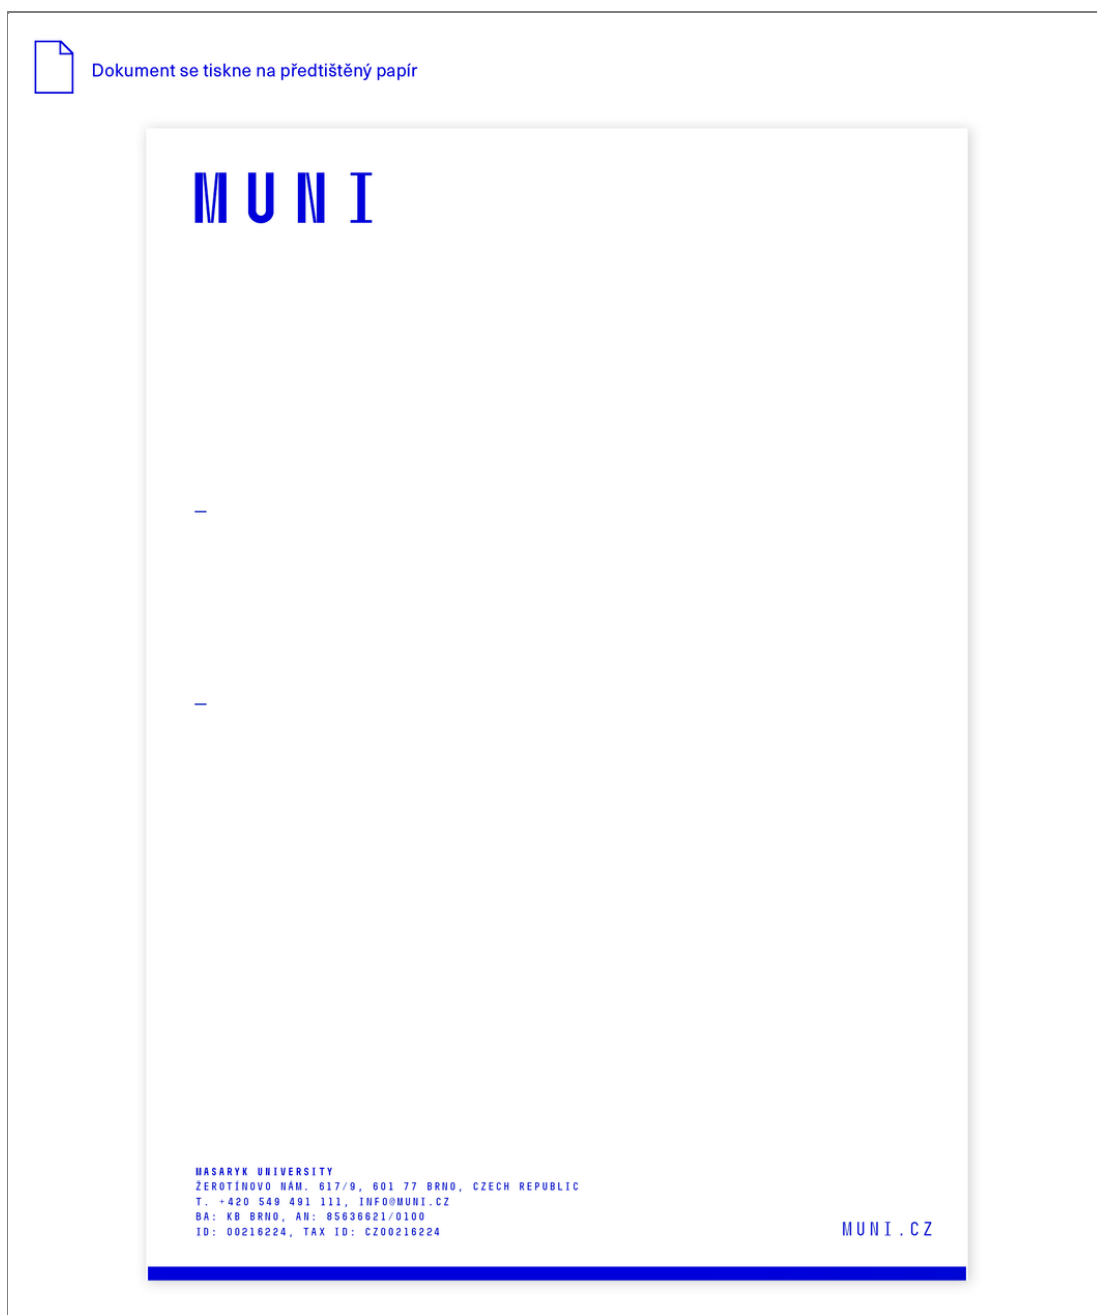 Dokument se tiskne na předtištěný papír
MUNI
–
–
MASARYK UNIVERSITY
ŽEROTÍNOVO NÁM. 617/9, 601 77 BRNO, CZECH REPUBLIC
T. +420 549 491 111, INFO@MUNI.CZ
BA: KB BRNO, AN: 85636621/0100
ID: 00216224, TAX ID: CZ00216224
MUNI.CZ